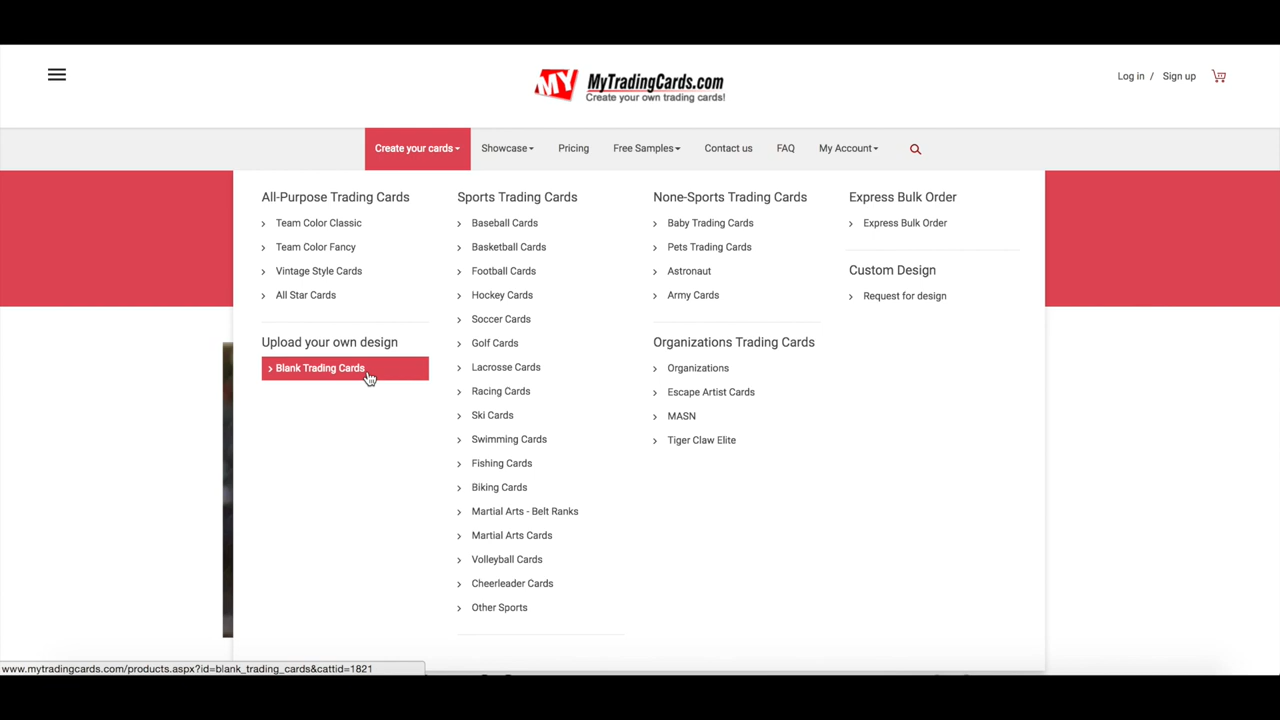 MY MyTradingCards.com
Create your own trading cards!
Log in / Sign up
Create your cards Showcase Pricing Free Samples Contact us FAQ My Account
All-Purpose Trading Cards
Team Color Classic
Team Color Fancy
Vintage Style Cards
All Star Cards
Upload your own design
Blank Trading Cards
Sports Trading Cards
Baseball Cards
Basketball Cards
Football Cards
Hockey Cards
Soccer Cards
Golf Cards
Lacrosse Cards
Racing Cards
Ski Cards
Swimming Cards
Fishing Cards
Biking Cards
Martial Arts - Belt Ranks
Martial Arts Cards
Volleyball Cards
Cheerleader Cards
Other Sports
None-Sports Trading Cards
Baby Trading Cards
Pets Trading Cards
Astronaut
Army Cards
Organizations Trading Cards
Organizations
Escape Artist Cards
MASN
Tiger Claw Elite
Express Bulk Order
Express Bulk Order
Custom Design
Request for design
www.mytradingcards.com/products.aspx?id=blank_trading_cards&cattid=1821